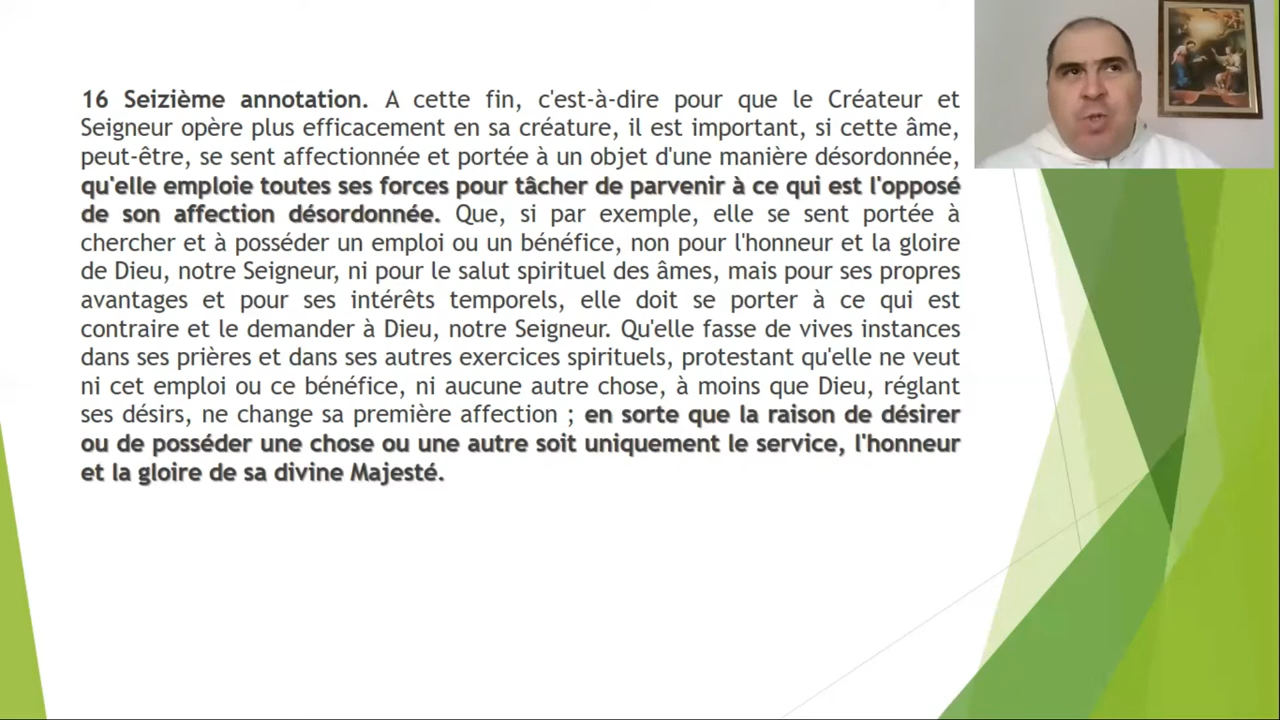 16 Seizième annotation. A cette fin, c'est-à-dire pour que le Créateur et
Seigneur opère plus efficacement en sa créature, il est important, si cette âme,
peut-être, se sent affectionnée et portée à un objet d'une manière désordonnée,
qu'elle emploie toutes ses forces pour tâcher de parvenir à ce qui est l'opposé
de son affection désordonnée. Que, si par exemple, elle se sent portée à
chercher et à posséder un emploi ou un bénéfice, non pour l'honneur et la gloire
de Dieu, notre Seigneur, ni pour le salut spirituel des âmes, mais pour ses propres
avantages et pour ses intérêts temporels, elle doit se porter à ce qui est
contraire et le demander à Dieu, notre Seigneur. Qu'elle fasse de vives instances
dans ses prières et dans ses autres exercices spirituels, protestant qu'elle ne veut
ni cet emploi ou ce bénéfice, ni aucune autre chose, à moins que Dieu, réglant
ses désirs, ne change sa première affection ; en sorte que la raison de désirer
ou de posséder une chose ou une autre soit uniquement le service, l'honneur
et la gloire de sa divine Majesté.